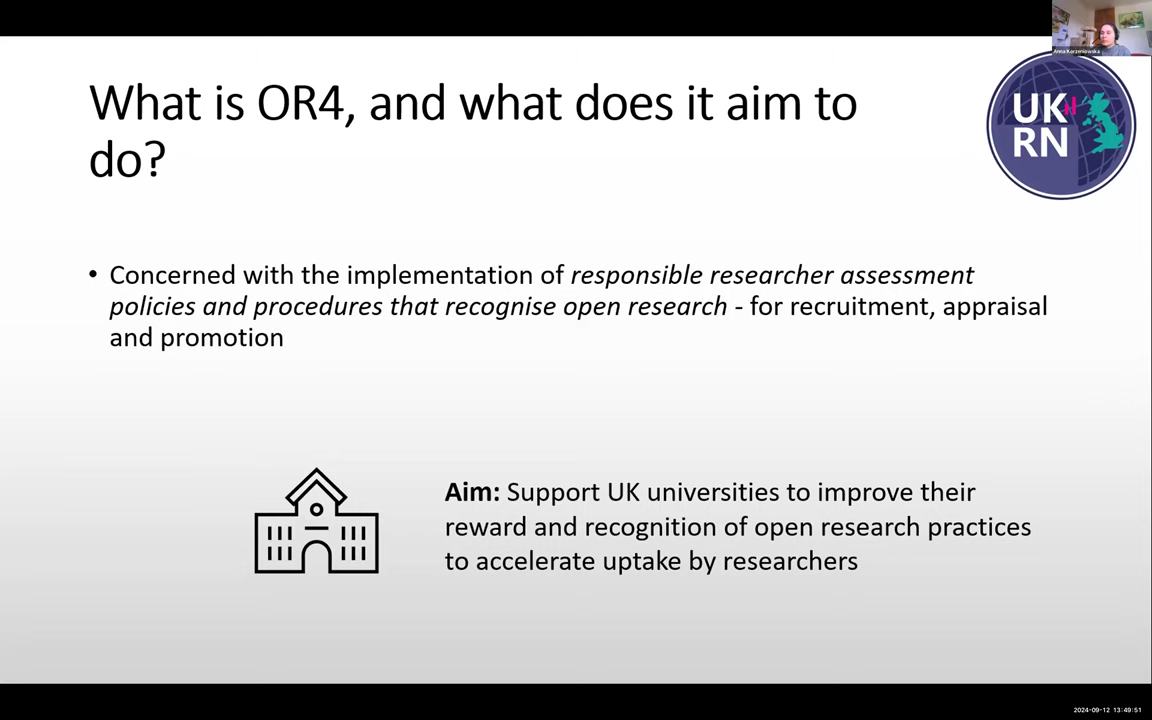 Anna Korzeniowska
What is OR4, and what does it aim to
do?
UK
RN
• Concerned with the implementation of responsible researcher assessment
policies and procedures that recognise open research - for recruitment, appraisal
and promotion
Aim: Support UK universities to improve their
reward and recognition of open research practices
to accelerate uptake by researchers
2024-09-12 13:49:51